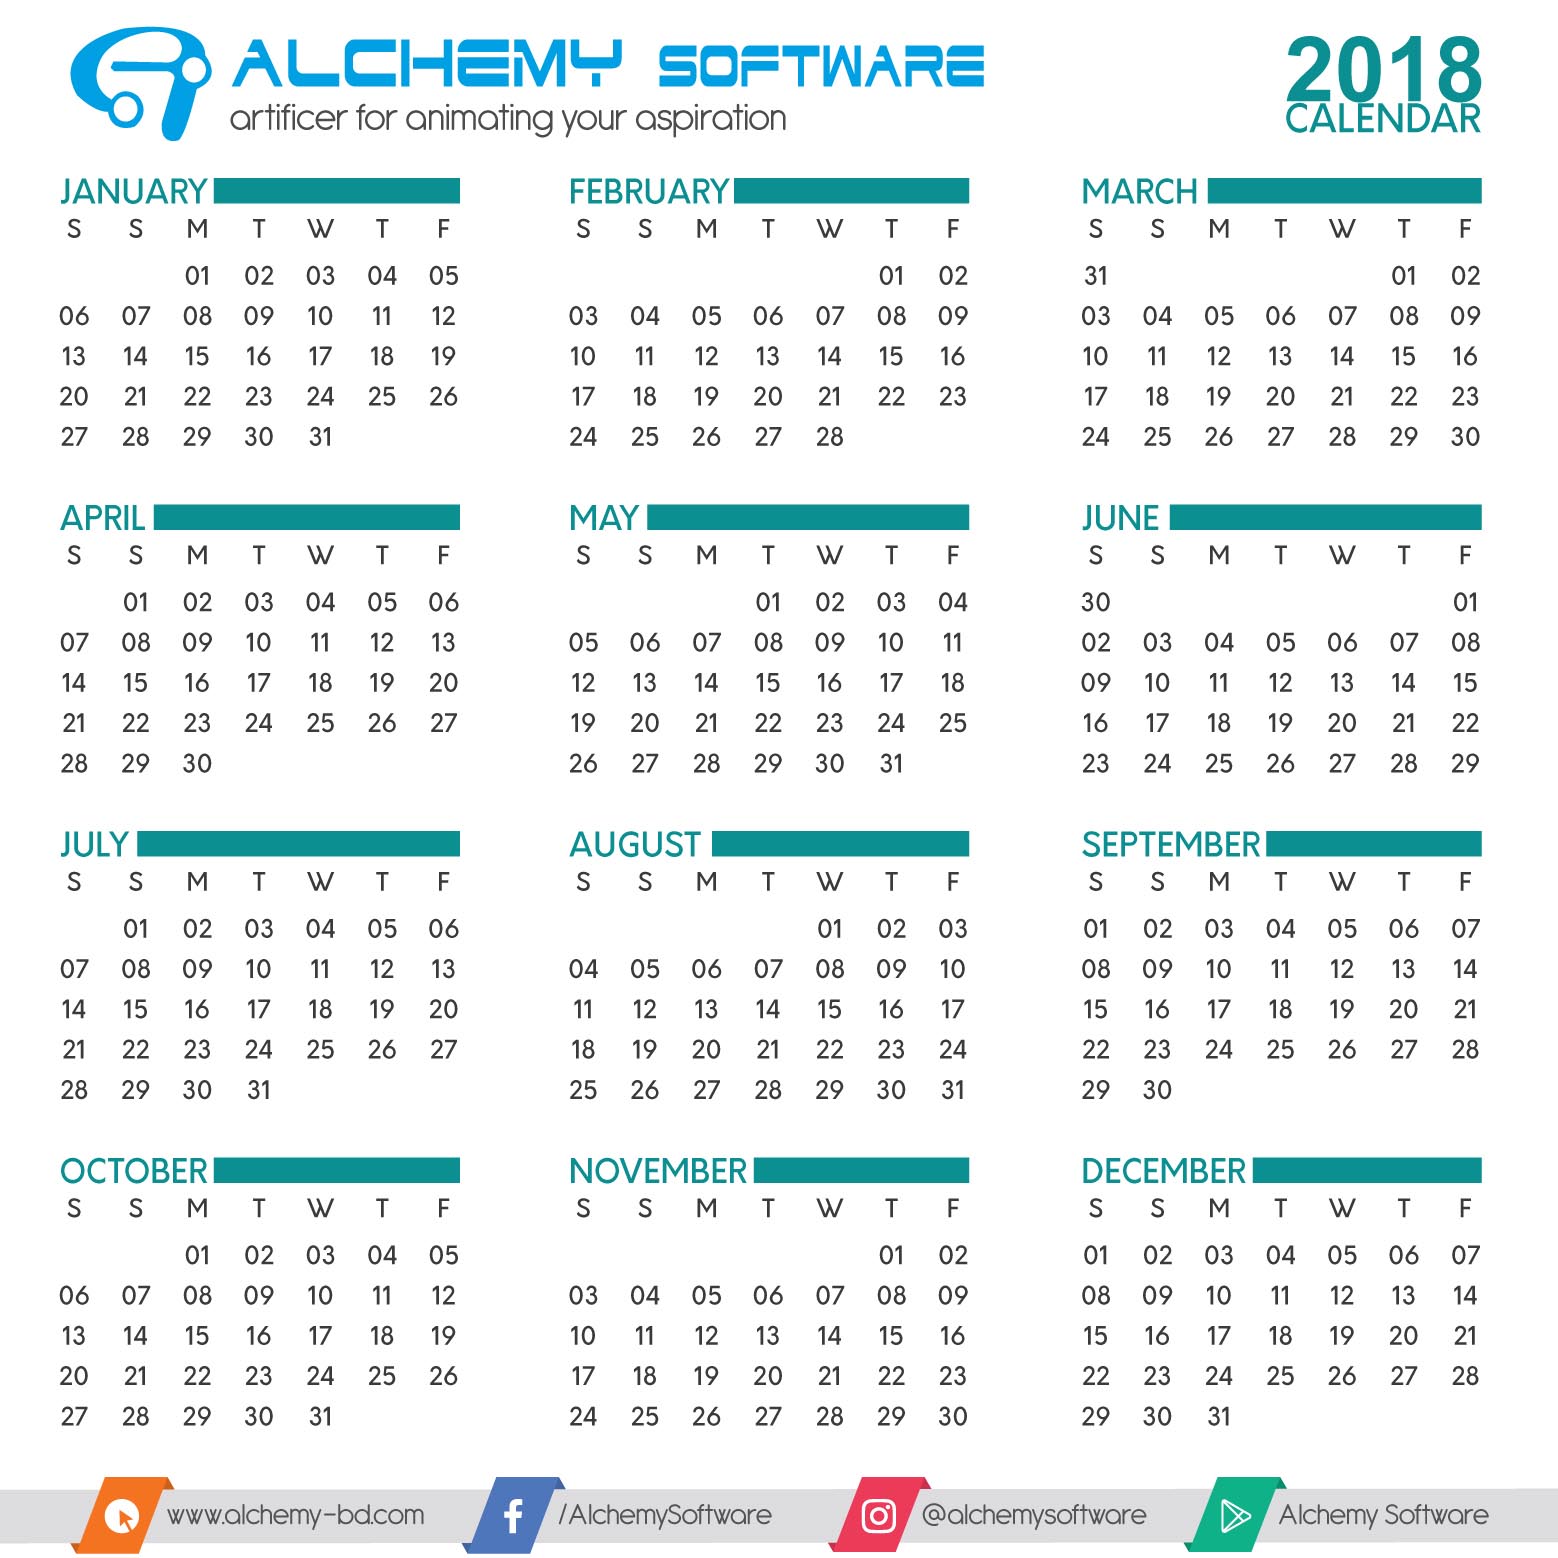 ALCHEMY SOFTWARE
artificer for animating your aspiration
2018
CALENDAR
JANUARY
S S M T W T F
01 02 03 04 05
06 07 08 09 10 11 12
13 14 15 16 17 18 19
20 21 22 23 24 25 26
27 28 29 30 31
FEBRUARY
S S M T W T F
01 02
03 04 05 06 07 08 09
10 11 12 13 14 15 16
17 18 19 20 21 22 23
24 25 26 27 28
MARCH
S S M T W T F
31 01 02
03 04 05 06 07 08 09
10 11 12 13 14 15 16
17 18 19 20 21 22 23
24 25 26 27 28 29 30
APRIL
S S M T W T F
01 02 03 04 05 06
07 08 09 10 11 12 13
14 15 16 17 18 19 20
21 22 23 24 25 26 27
28 29 30
MAY
S S M T W T F
01 02 03 04
05 06 07 08 09 10 11
12 13 14 15 16 17 18
19 20 21 22 23 24 25
26 27 28 29 30 31
JUNE
S S M T W T F
30 01
02 03 04 05 06 07 08
09 10 11 12 13 14 15
16 17 18 19 20 21 22
23 24 25 26 27 28 29
JULY
S S M T W T F
01 02 03 04 05 06
07 08 09 10 11 12 13
14 15 16 17 18 19 20
21 22 23 24 25 26 27
28 29 30 31
AUGUST
S S M T W T F
01 02 03
04 05 06 07 08 09 10
11 12 13 14 15 16 17
18 19 20 21 22 23 24
25 26 27 28 29 30 31
SEPTEMBER
S S M T W T F
01 02 03 04 05 06 07
08 09 10 11 12 13 14
15 16 17 18 19 20 21
22 23 24 25 26 27 28
29 30
OCTOBER
S S M T W T F
01 02 03 04 05
06 07 08 09 10 11 12
13 14 15 16 17 18 19
20 21 22 23 24 25 26
27 28 29 30 31
NOVEMBER
S S M T W T F
01 02
03 04 05 06 07 08 09
10 11 12 13 14 15 16
17 18 19 20 21 22 23
24 25 26 27 28 29 30
DECEMBER
S S M T W T F
01 02 03 04 05 06 07
08 09 10 11 12 13 14
15 16 17 18 19 20 21
22 23 24 25 26 27 28
29 30 31
www.alchemy-bd.com
/AlchemySoftware
@alchemysoftware
Alchemy Software